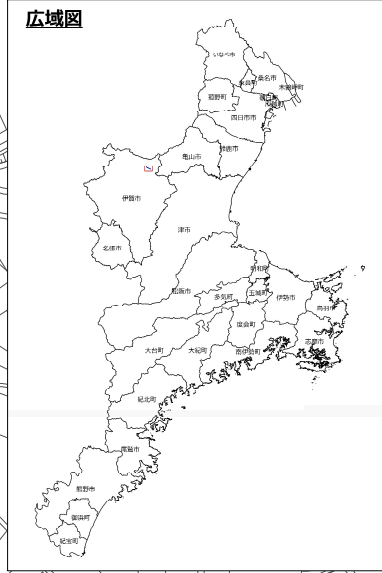 広域図
いなべ市
桑名市
東員町
木曽岬町
菰野町
朝日町
川越町
四日市市
鈴鹿市
亀山市
伊賀市
津市
名張市
明和町
松阪市
多気町
玉城町
伊勢市
鳥羽市
度会町
志摩市
大台町
大紀町
南伊勢町
紀北町
尾鷲市
熊野市
御浜町
紀宝町